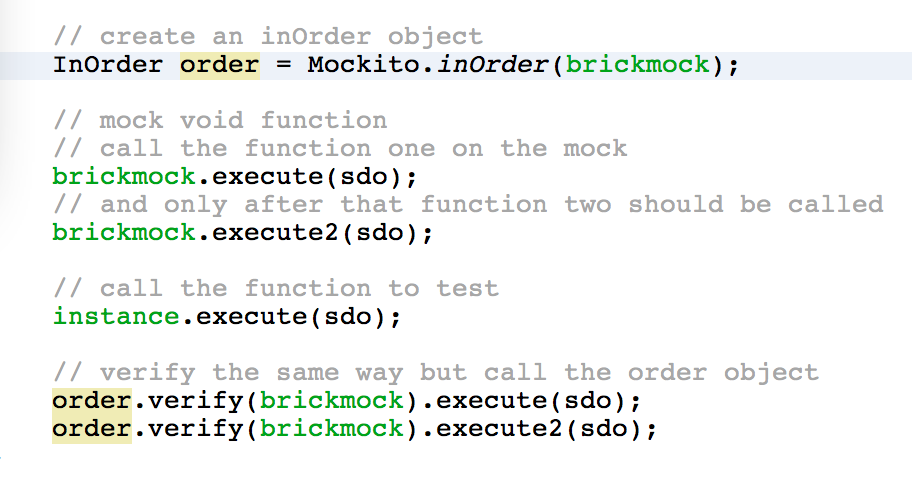 // create an inOrder object
InOrder order = Mockito.inOrder(brickmock);
// mock void function
// call the function one on the mock
brickmock.execute(sdo);
// and only after that function two should be called
brickmock.execute2(sdo);
// call the function to test
instance.execute(sdo);
// verify the same way but call the order object
order.verify(brickmock).execute(sdo);
order.verify(brickmock).execute2(sdo);